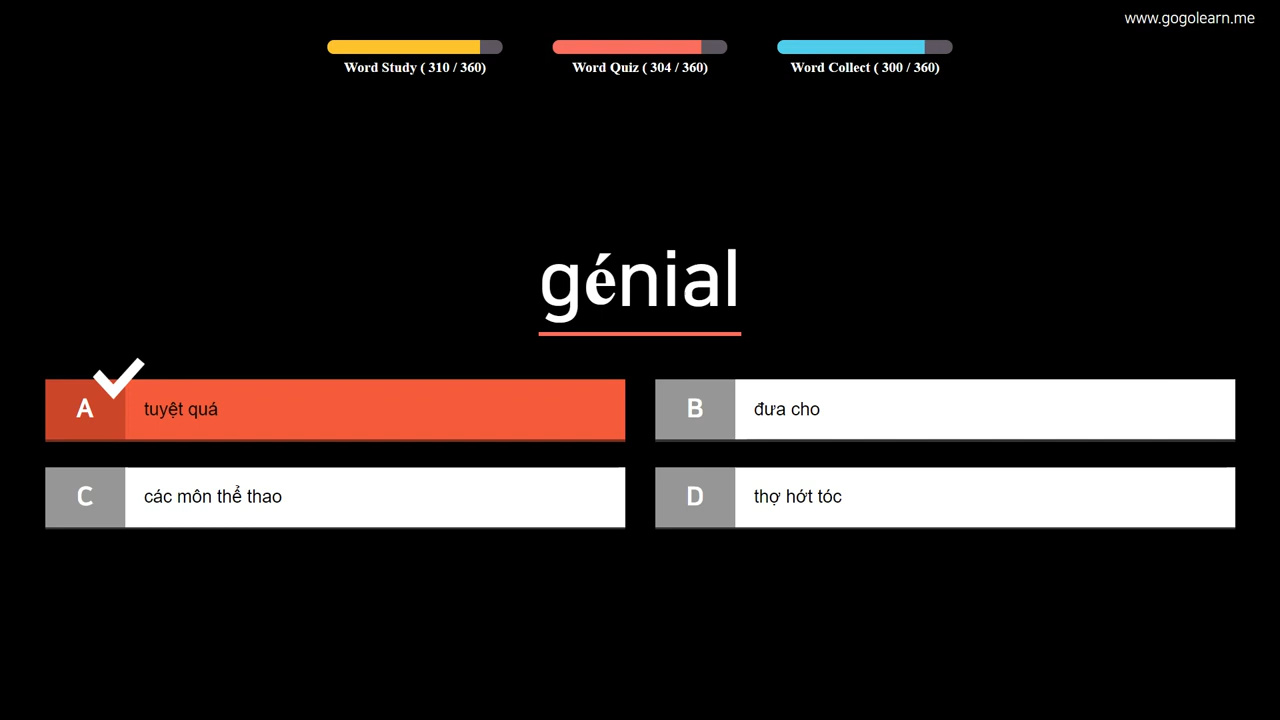 www.gogolearn.me
Word Study ( 310 / 360)
Word Quiz ( 304 / 360)
Word Collect ( 300 / 360)
génial
A tuyệt quá
B đưa cho
C các môn thể thao
D thợ hớt tóc